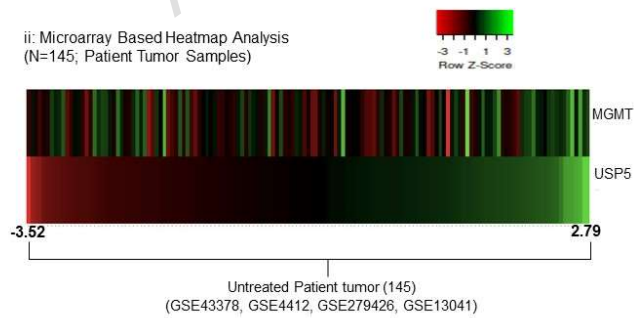 ii: Microarray Based Heatmap Analysis
(N=145; Patient Tumor Samples)
-3 -1 1 3
Row Z-Score
MGMT
USP5
-3.52 2.79
Untreated Patient tumor (145)
(GSE43378, GSE4412, GSE279426, GSE13041)